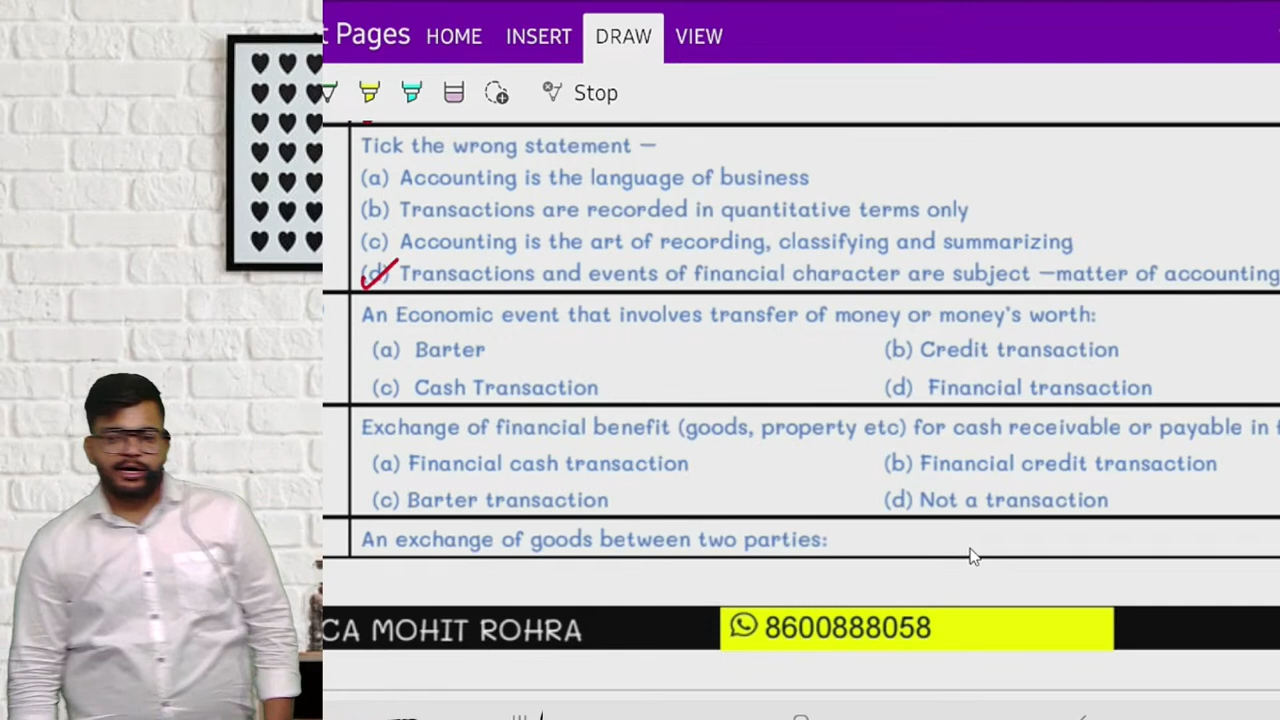 t Pages HOME INSERT DRAW VIEW
Stop
Tick the wrong statement —
(a) Accounting is the language of business
(b) Transactions are recorded in quantitative terms only
(c) Accounting is the art of recording, classifying and summarizing
(d) Transactions and events of financial character are subject —matter of accounting
An Economic event that involves transfer of money or money's worth:
(a) Barter (b) Credit transaction
(c) Cash Transaction (d) Financial transaction
Exchange of financial benefit (goods, property etc) for cash receivable or payable in f
(a) Financial cash transaction (b) Financial credit transaction
(c) Barter transaction (d) Not a transaction
An exchange of goods between two parties:
CA MOHIT ROHRA 8600888058